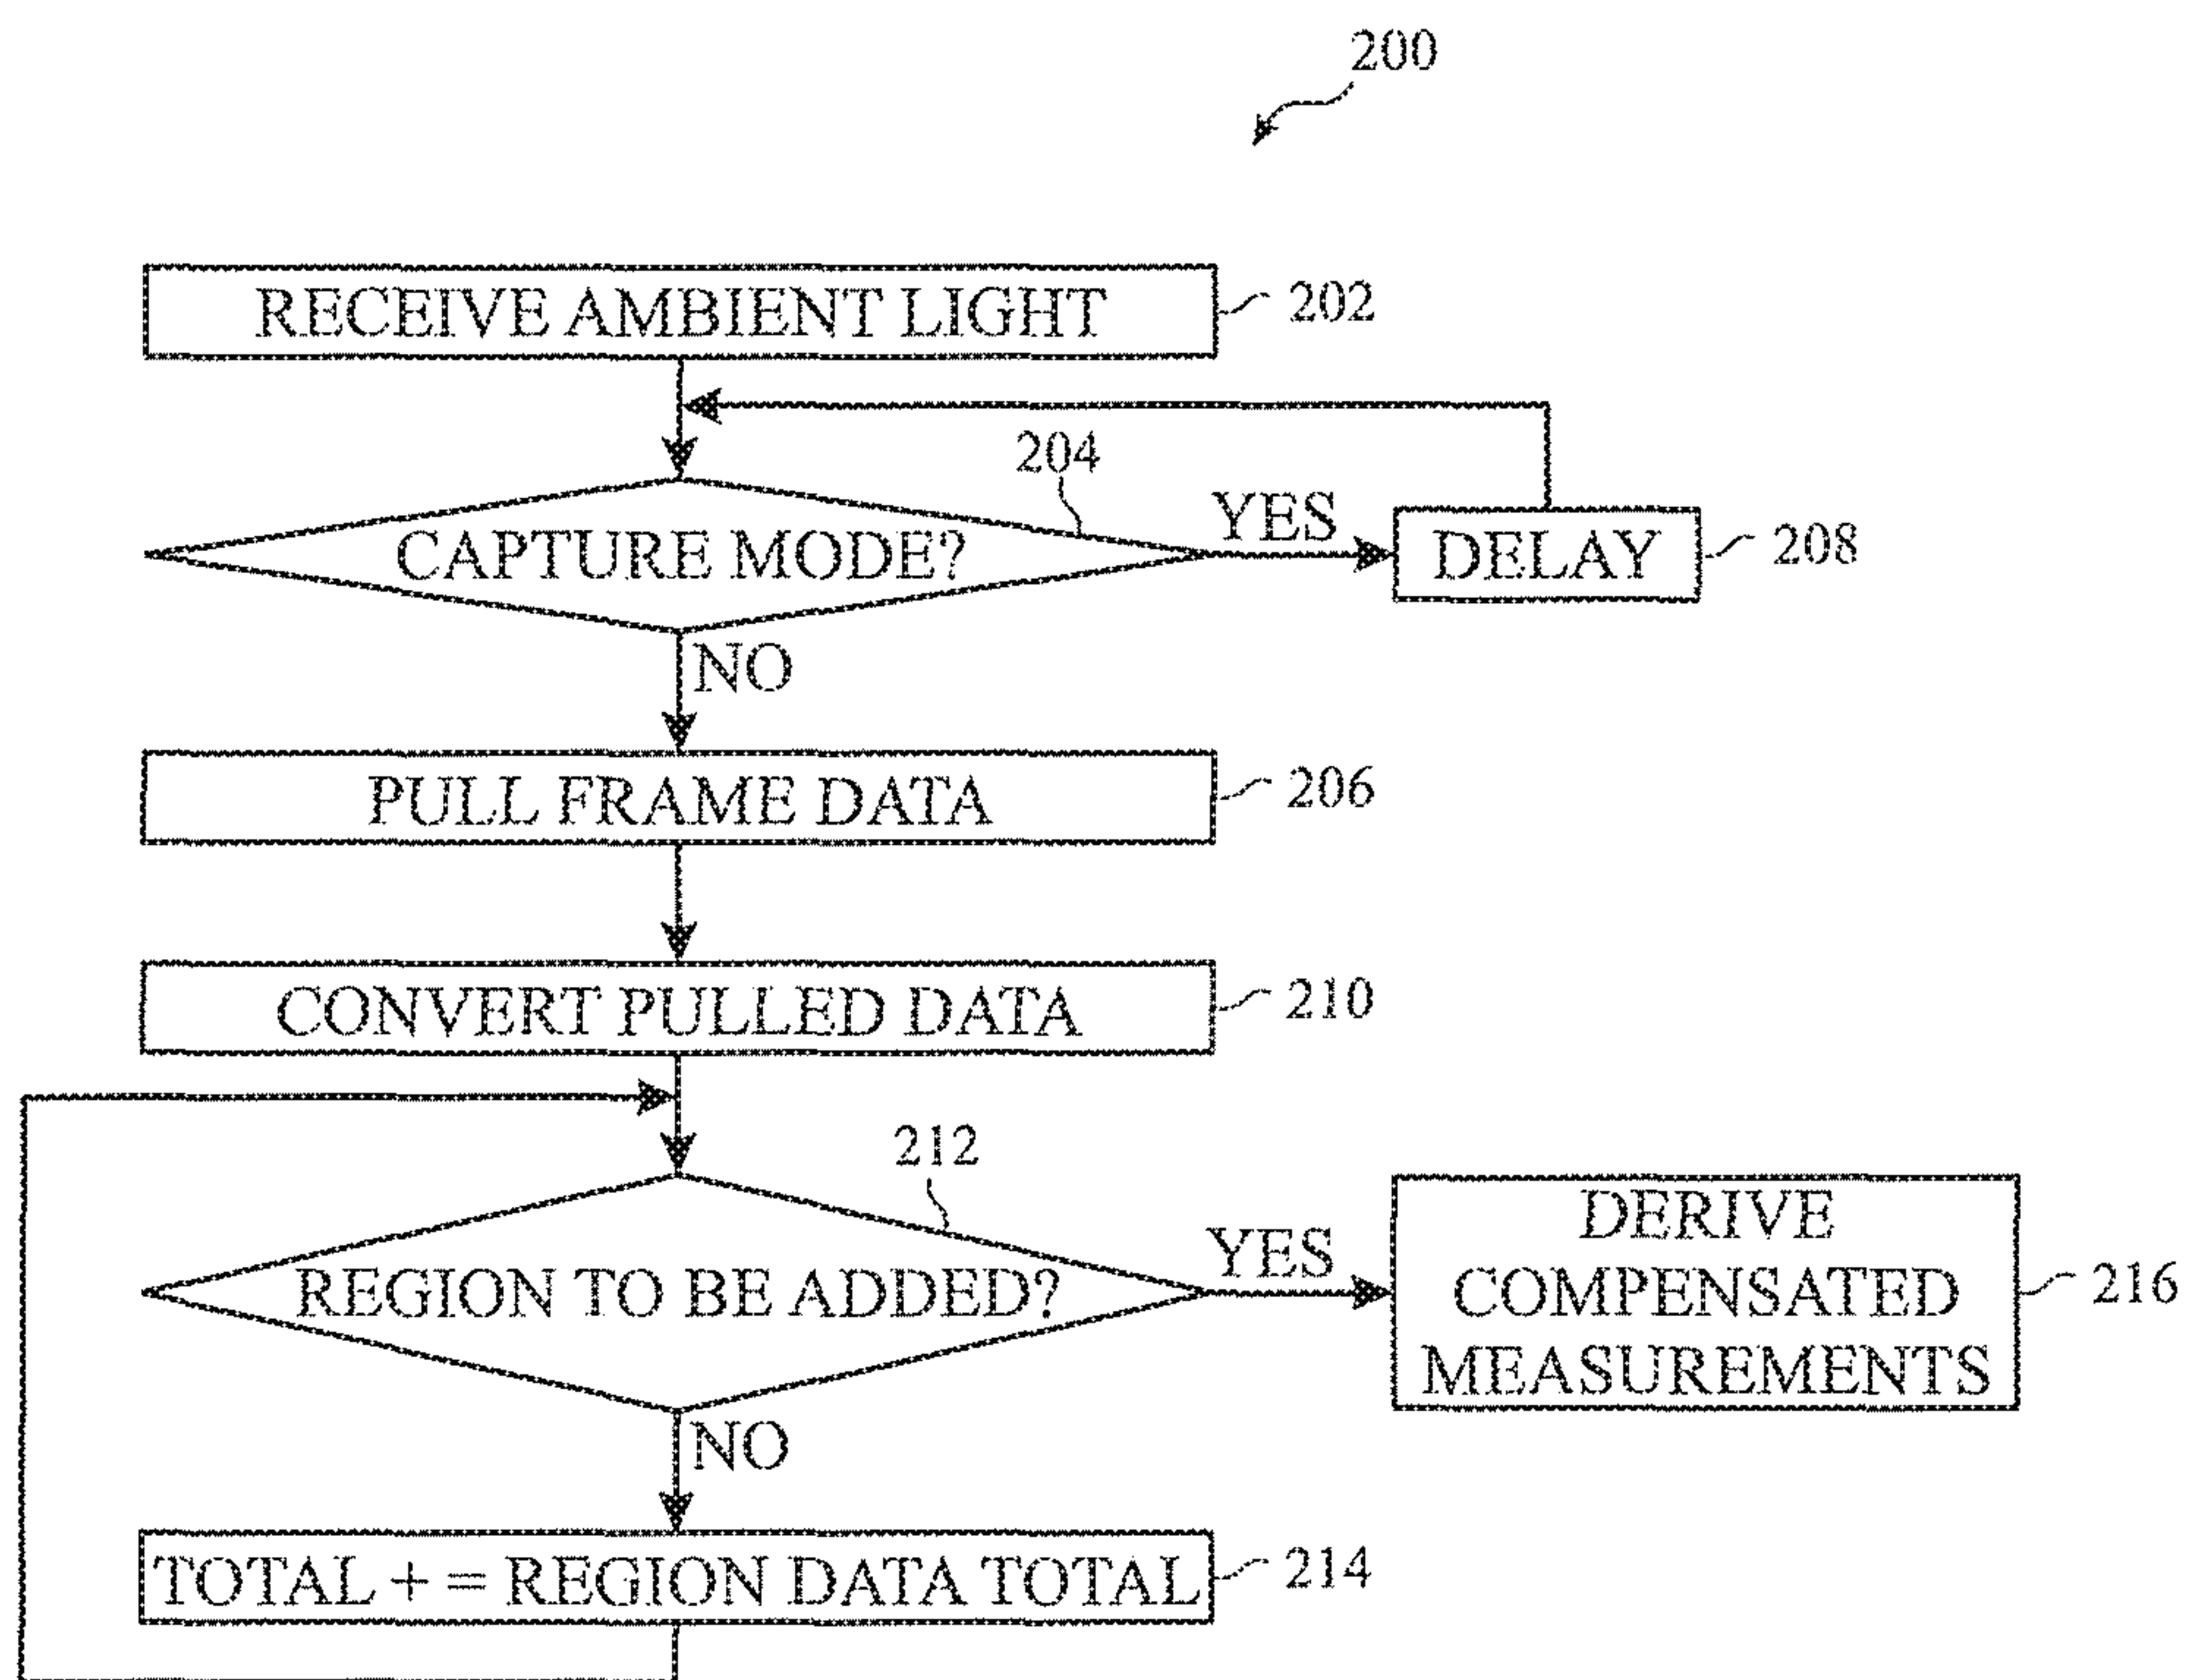 200
RECEIVE AMBIENT LIGHT
202
204
CAPTURE MODE?
YES
DELAY
208
NO
PULL FRAME DATA
206
CONVERT PULLED DATA
210
212
REGION TO BE ADDED?
YES
DERIVE
COMPENSATED
MEASUREMENTS
216
NO
TOTAL + = REGION DATA TOTAL
214